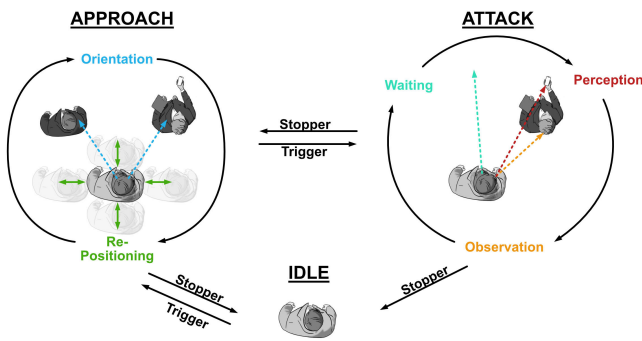 APPROACH
ATTACK
Orientation
Waiting
Perception
Stopper
Trigger
Re-
Positioning
Observation
IDLE
Stopper
Trigger
Stopper